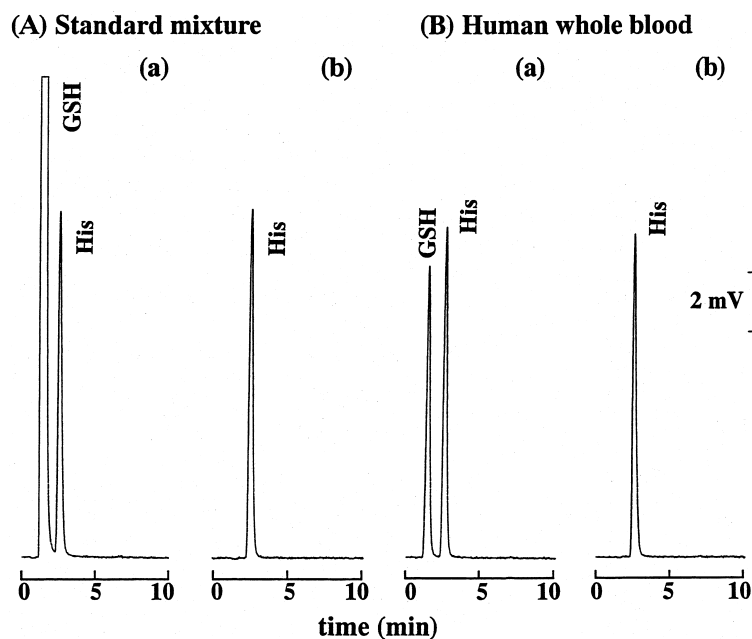 (A) Standard mixture
(B) Human whole blood
(a)
(b)
(a)
(b)
GSH
His
His
GSH
His
His
2 mV
0 5 10
0 5 10
0 5 10
0 5 10
time (min)